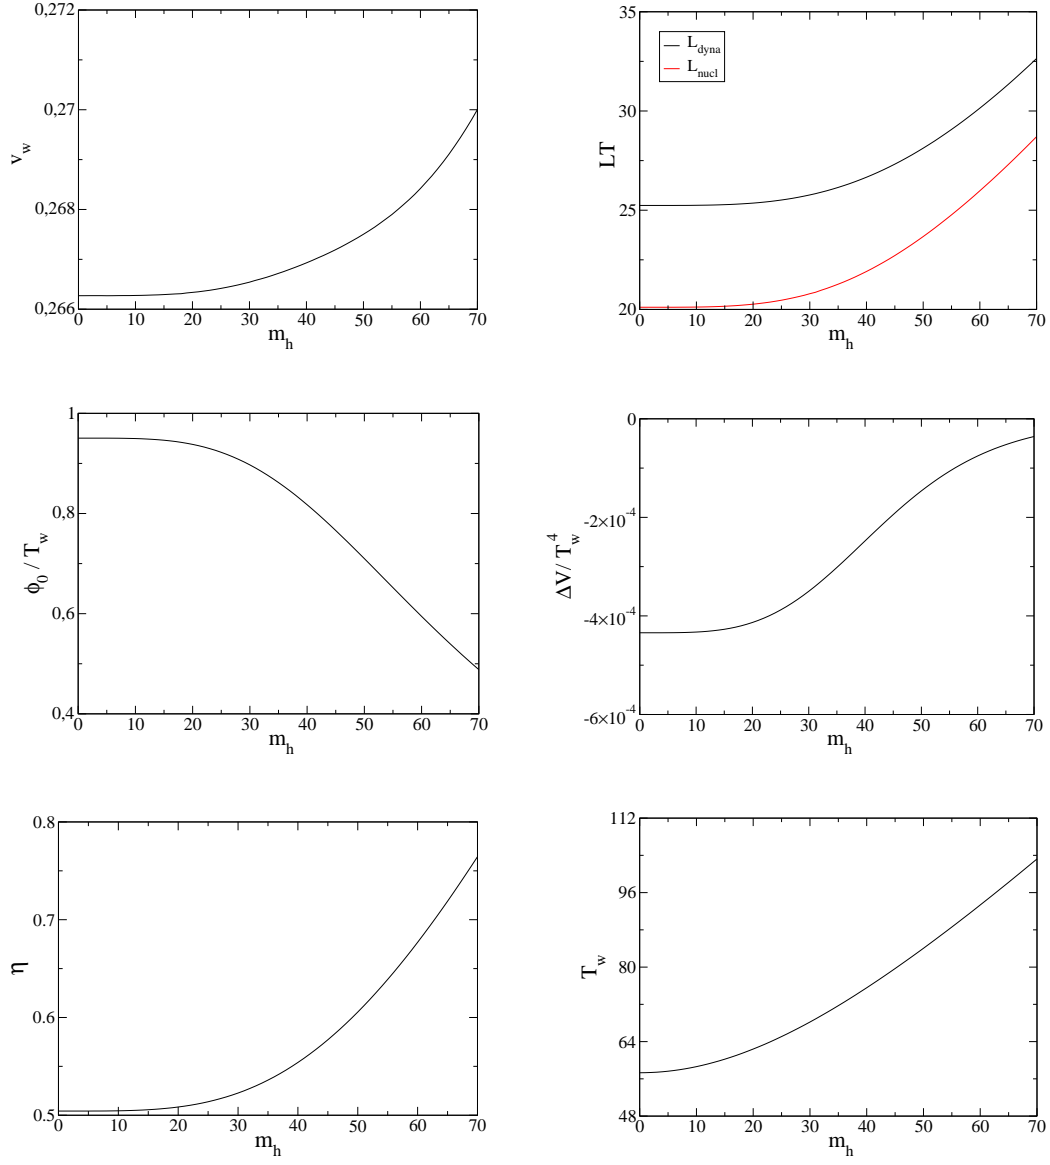 0,272
0,27
0,268
0,266
v_w
0 10 20 30 40 50 60 70
m_h
35
30
25
20
LT
L_dyna
L_nucl
0 10 20 30 40 50 60 70
m_h
1
0,8
0,6
0,4
ϕ_0 / T_w
0 10 20 30 40 50 60 70
m_h
0
-2×10^-4
-4×10^-4
-6×10^-4
ΔV/ T_w^4
0 10 20 30 40 50 60 70
m_h
0.8
0.7
0.6
0.5
η
0 10 20 30 40 50 60 70
m_h
112
96
80
64
48
T_w
0 10 20 30 40 50 60 70
m_h